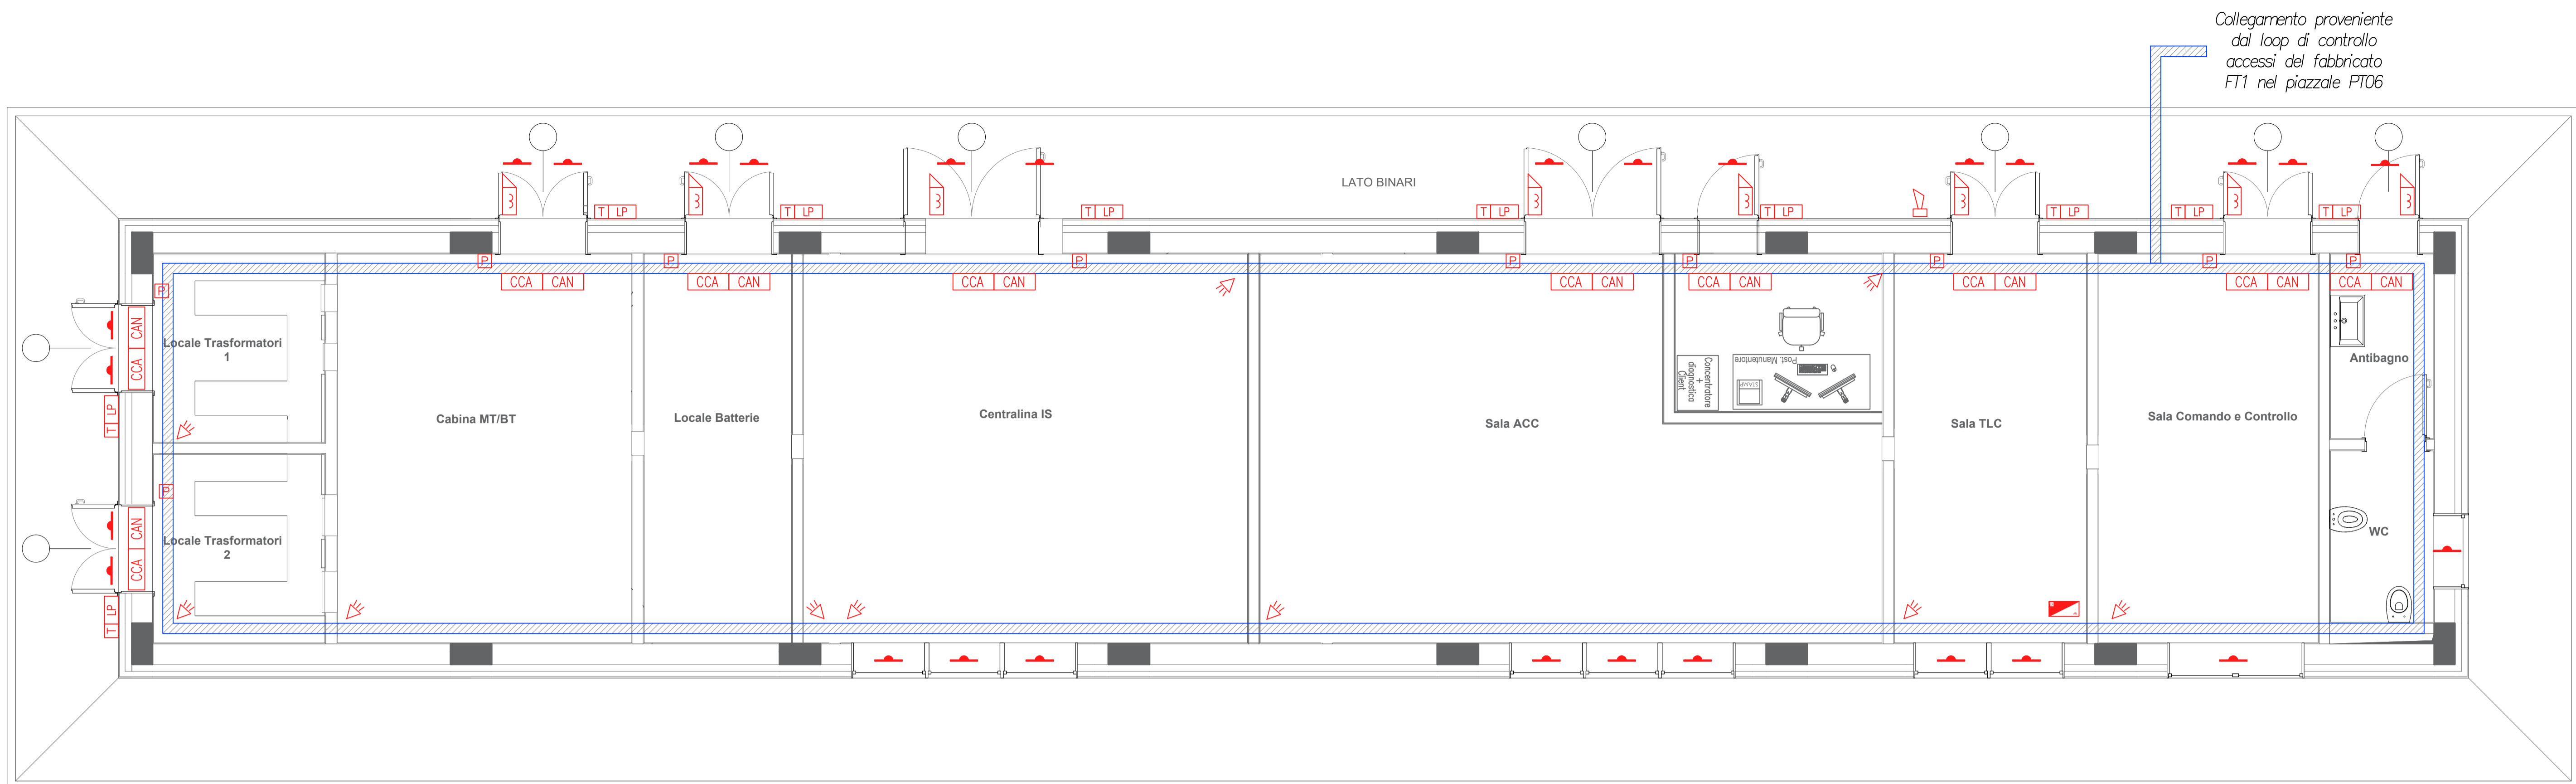 Collegamento proveniente
dal loop di controllo
accessi del fabbricato
FT1 nel piazzale PT06
LATO BINARI
T LP
T LP
T LP
T LP
T LP
T LP
T LP
T LP
P
P
P
P
P
P
P
P
CCA CAN
CCA CAN
CCA CAN
CCA CAN
CCA CAN
CCA CAN
CCA CAN
CCA CAN
P
CCA CAN
T LP
Locale Trasformatori
1
P
CCA CAN
T LP
Locale Trasformatori
2
Cabina MT/BT
Locale Batterie
Centralina IS
Sala ACC
Concentratore
+
diagnostica
Client
Post. Manutentore
STAMP
Sala TLC
Sala Comando e Controllo
Antibagno
WC